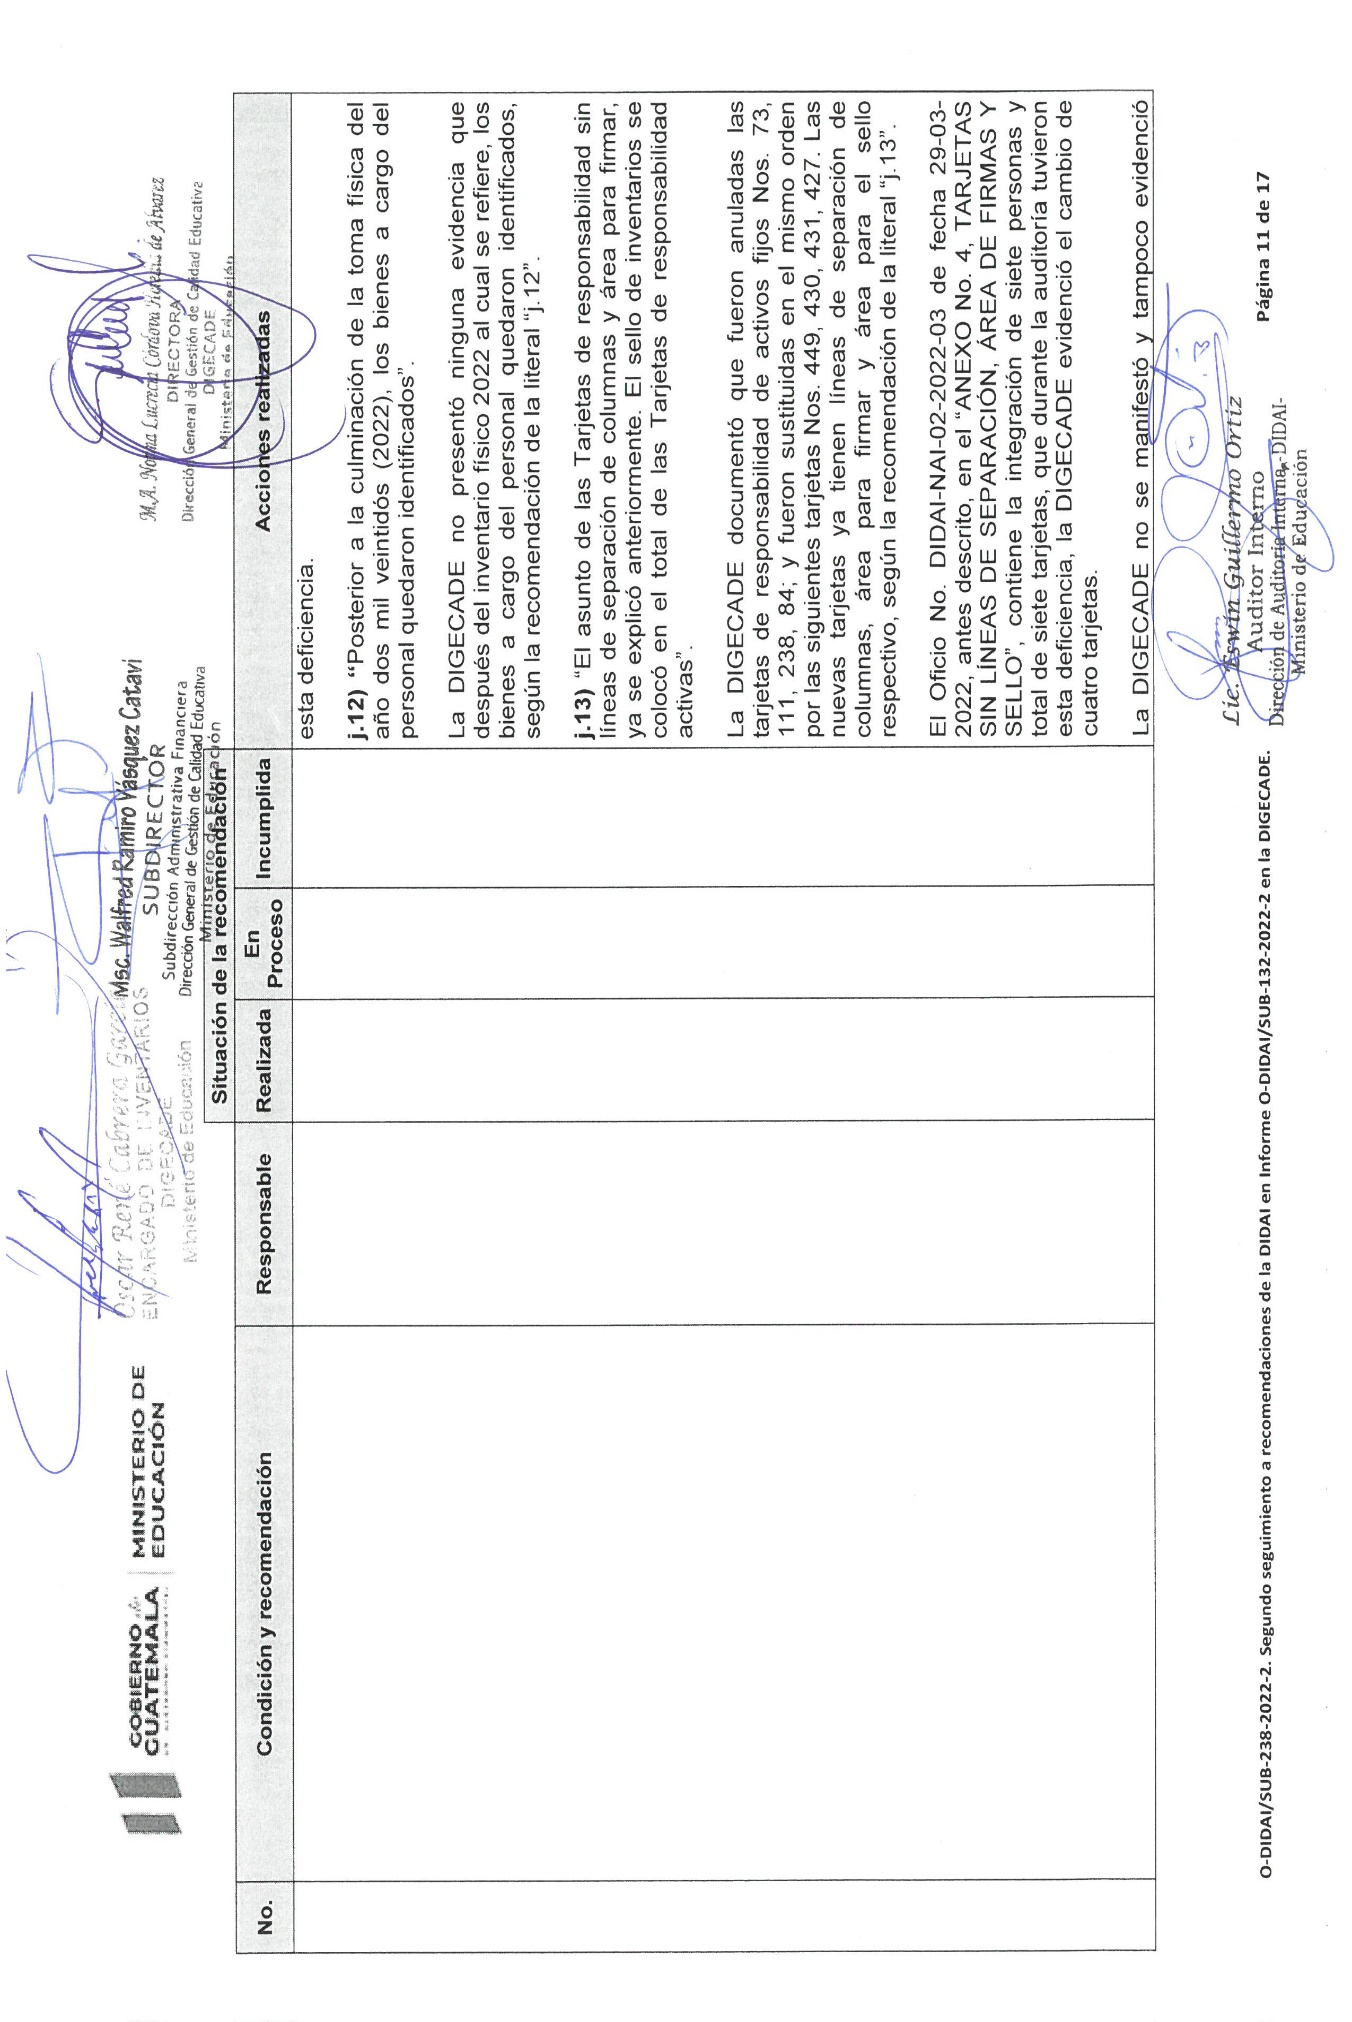 GOBIERNO de
GUATEMALA
MINISTERIO DE
EDUCACIÓN
Oscar René Cabrera
ENCARGADO DE INVENTARIOS
DIGECADE
Ministerio de Educación
Msc. Walfred Ramiro Vásquez Cataví
SUBDIRECTOR
Subdirección Administrativa Financiera
Dirección General de Gestión de Calidad Educativa
Ministerio de Educación
M.A. Norma Lucrecia Córdova de Alvarez
DIRECTORA
Dirección General de Gestión de Calidad Educativa
DIGECADE
Ministerio de Educación
Situación de la recomendación
No.
Condición y recomendación
Responsable
Realizada
En
Proceso
Incumplida
Acciones realizadas
esta deficiencia.
j.12) “Posterior a la culminación de la toma física del
año dos mil veintidós (2022), los bienes a cargo del
personal quedaron identificados”.
La DIGECADE no presentó ninguna evidencia que
después del inventario físico 2022 al cual se refiere, los
bienes a cargo del personal quedaron identificados,
según la recomendación de la literal “j.12”.
j.13) “El asunto de las Tarjetas de responsabilidad sin
líneas de separación de columnas y área para firmar,
ya se explicó anteriormente. El sello de inventarios se
colocó en el total de las Tarjetas de responsabilidad
activas”.
La DIGECADE documentó que fueron anuladas las
tarjetas de responsabilidad de activos fijos Nos. 73,
111, 238, 84; y fueron sustituidas en el mismo orden
por las siguientes tarjetas Nos. 449, 430, 431, 427. Las
nuevas tarjetas ya tienen líneas de separación de
columnas, área para firmar y área para el sello
respectivo, según la recomendación de la literal “j.13”.
El Oficio No. DIDAI-NAI-02-2022-03 de fecha 29-03-
2022, antes descrito, en el “ANEXO No. 4, TARJETAS
SIN LÍNEAS DE SEPARACIÓN, ÁREA DE FIRMAS Y
SELLO”, contiene la integración de siete personas y
total de siete tarjetas, que durante la auditoría tuvieron
esta deficiencia, la DIGECADE evidenció el cambio de
cuatro tarjetas.
La DIGECADE no se manifestó y tampoco evidenció
Lic. Eswin Guillermo Ortiz
Auditor Interno
Dirección de Auditoría Interna -DIDAI-
Ministerio de Educación
O-DIDAI/SUB-238-2022-2. Segundo seguimiento a recomendaciones de la DIDAI en Informe O-DIDAI/SUB-132-2022-2 en la DIGECADE.
Página 11 de 17